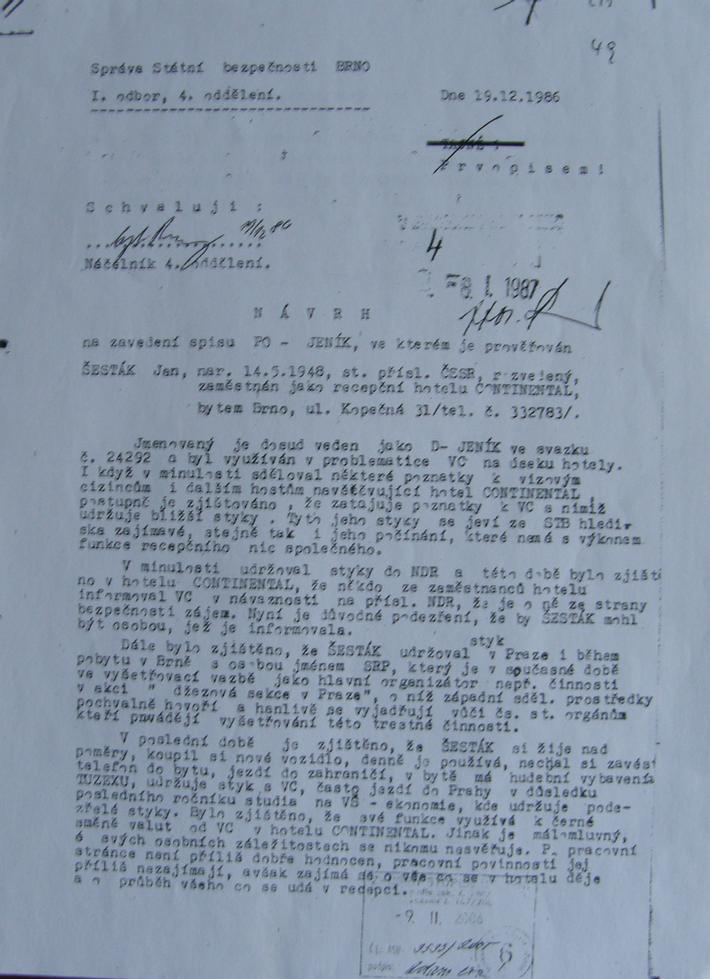 49
Správa Státní bezpečnosti BRNO
I. odbor, 4. oddělení.
Dne 19.12.1986
Prvopisem!
Schvaluji :
Náčelník 4. oddělení.
4
8 I. 1987
NÁVRH
na zavedení spisu PO - JENÍK, ve kterém je prověřován
ŠESTÁK Jan, nar. 14.5.1948, st. přísl. ČSSR, rozvedený,
zaměstnán jako recepční hotelu CONTINENTAL,
bytem Brno, ul. Kopečná 31/tel. č. 332783/.
Jmenovaný je dosud veden jako D- JENÍK ve svazku
č. 24292 a byl využíván v problematice VC na úseku hotely.
I když v minulosti sděloval některé poznatky k vízovým
cizincům i dalším hostům navštěvující hotel CONTINENTAL,
postupně je zjištováno , že zatajuje poznatky k VC s nimiž
udržuje bližší styky . Tyto jeho styky se jeví ze STB hledis
ska zajímavé, stejně tak i jeho počínání, které nemá s výkonem
funkce recepčního nic společného.
V minulosti udržoval styky do NDR a této době bylo zjiště
no v hotelu CONTINENTAL, že někdo ze zaměstnanců hotelu
informoval VC v návaznosti na přísl. NDR, že je o ně ze strany
bezpečnosti zájem. Nyní je důvodné podezření, že by ŠESTÁK mohl
být osobou, jež je informovala.
styk
Dále bylo zjištěno, že ŠESTÁK udržoval v Praze i během
pobytu v Brně s osobou jménem SRP, který je v současné době
ve vyšetřovací vazbě jako hlavní organizátor nepř. činnosti
v akci " džezová sekce v Praze", o níž západní sděl. prostředky
pochvalně hovoří a hanlivě se vyjadřují vůči čs. st. orgánům
kteří provádějí vyšetřování této trestné činnosti.
V poslední době je zjištěno, že ŠESTÁK si žije nad
poměry, koupil si nové vozidlo, denně je používá, nechal si zavést
telefon do bytu, jezdí do zahraničí, v bytě má hudební vybavení z
TUZEXU, udržuje styk s VC, často jezdí do Prahy v důsledku
posledního ročníku studia na VŠ - ekonomie, kde udržuje pode-
zřelé styky. Bylo zjištěno, že své funkce využívá k černé
směně valut od VC v hotelu CONTINENTAL. Jinak je málomluvný,
o svých osobních záležitostech se nikomu nesvěřuje. Po pracovní
stránce není příliš dobře hodnocen, pracovní povinnosti jej
příliš nezajímají, avšak zajímá se o vše co se v hotelu děje
a o průběh všeho co se udá v recepci.
-9. II. 2006
6